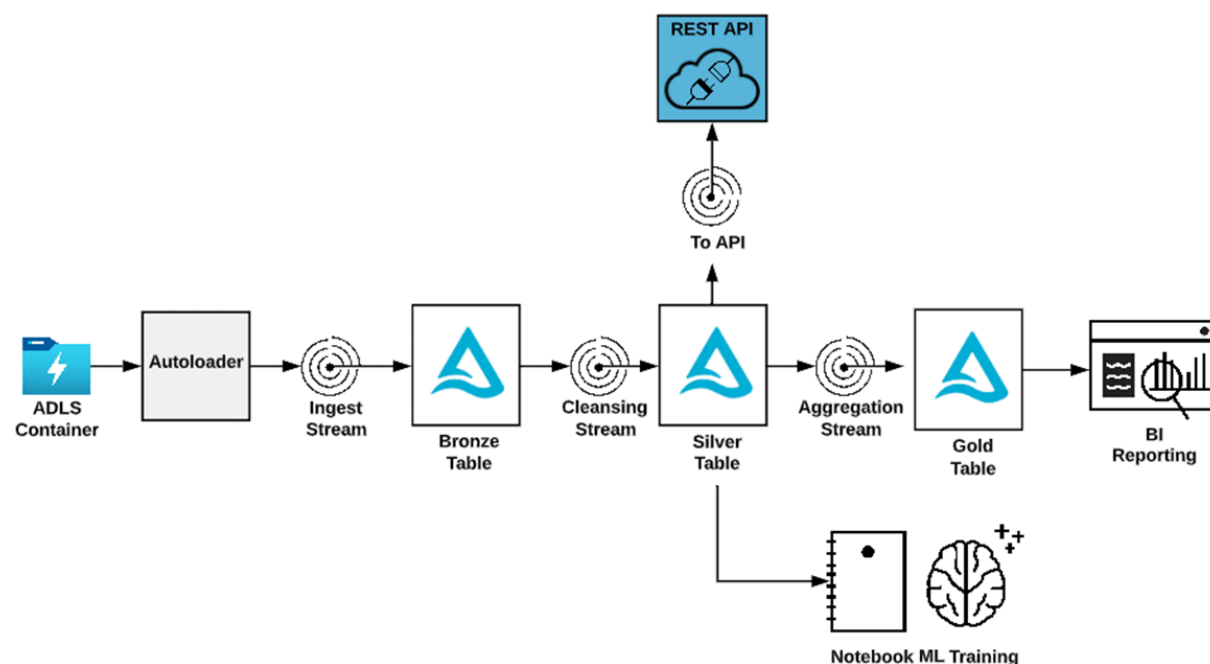 REST API
To API
Autoloader
ADLS
Container
Ingest
Stream
Bronze
Table
Cleansing
Stream
Silver
Table
Aggregation
Stream
Gold
Table
BI
Reporting
Notebook ML Training